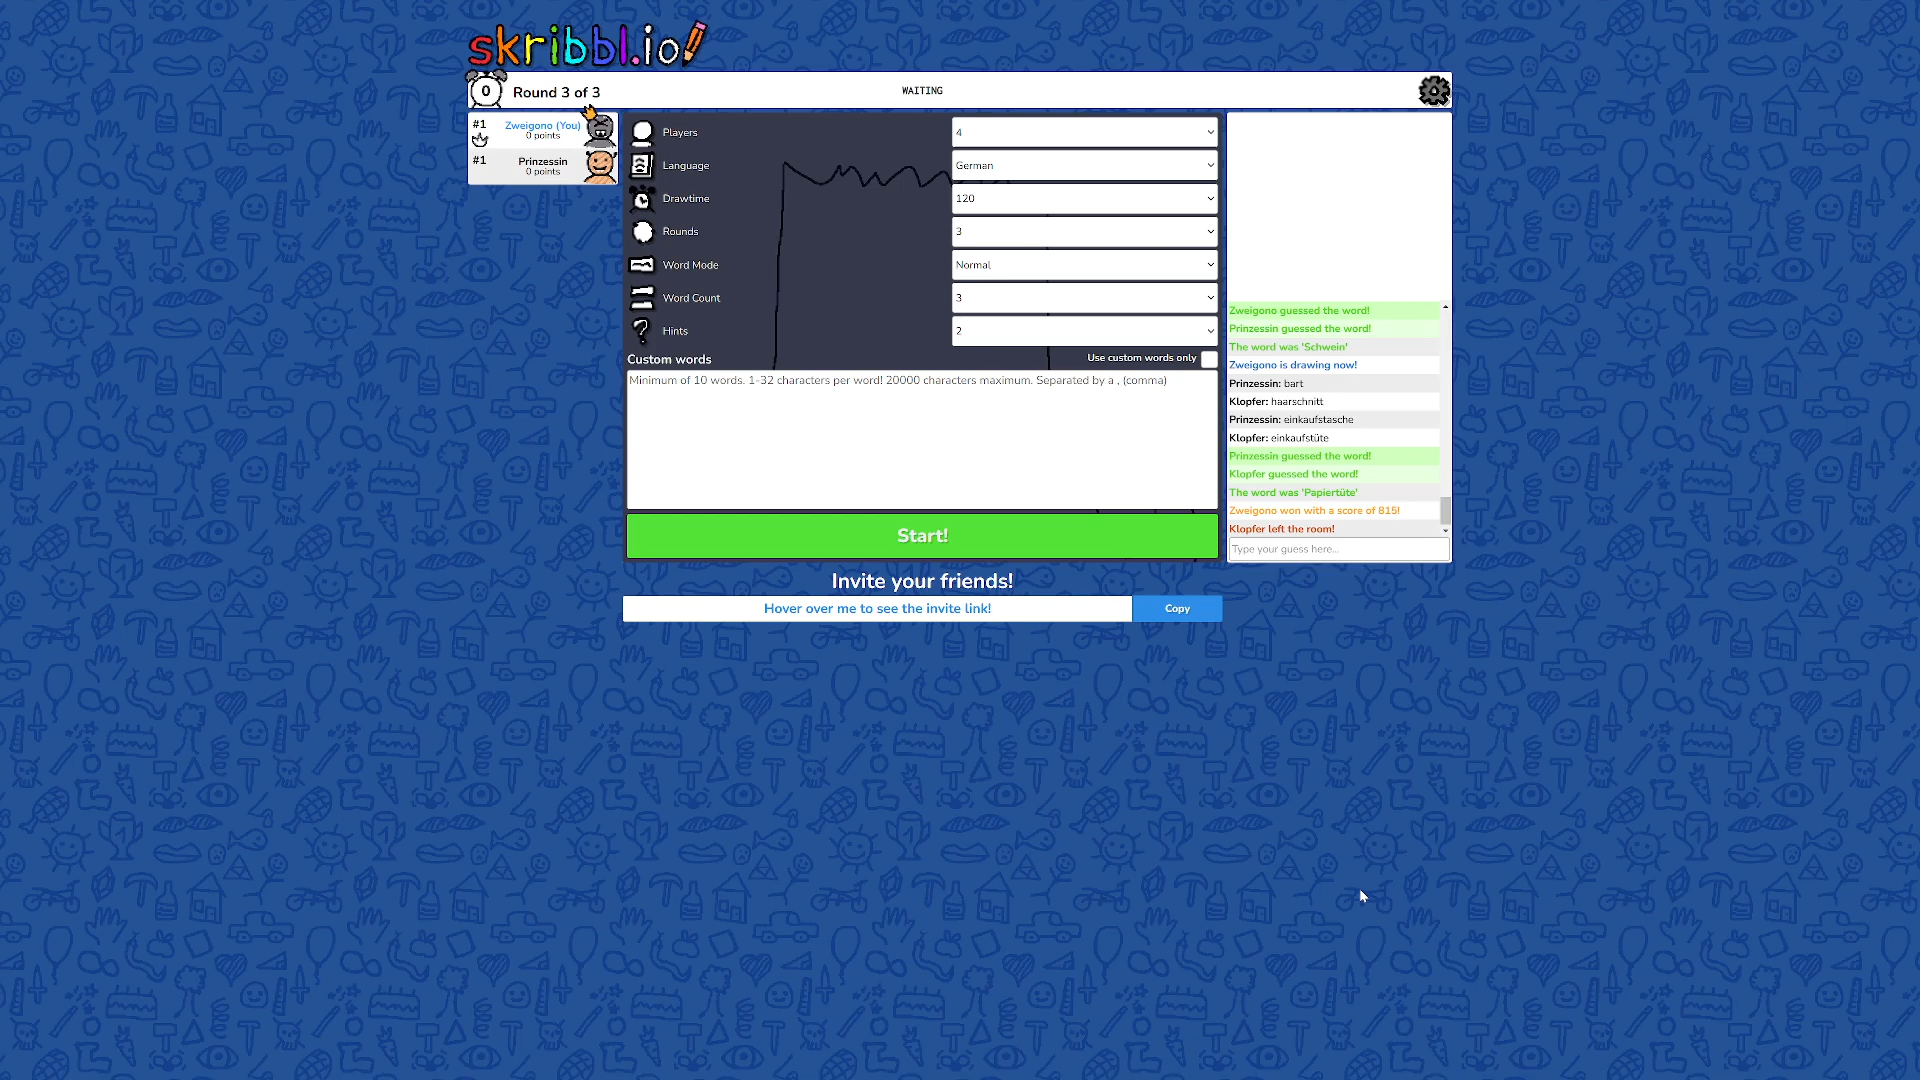 skribbl.io
0
Round 3 of 3
WAITING
#1
Zweigono (You)
0 points
#1
Prinzessin
0 points
Players
4
Language
German
Drawtime
120
Rounds
3
Word Mode
Normal
Word Count
3
Hints
2
Custom words
Use custom words only
Minimum of 10 words. 1-32 characters per word! 20000 characters maximum. Separated by a , (comma)
Start!
Invite your friends!
Hover over me to see the invite link!
Copy
Zweigono guessed the word!
Prinzessin guessed the word!
The word was 'Schwein'
Zweigono is drawing now!
Prinzessin: bart
Klopfer: haarschnitt
Prinzessin: einkaufstasche
Klopfer: einkaufstüte
Prinzessin guessed the word!
Klopfer guessed the word!
The word was 'Papiertüte'
Zweigono won with a score of 815!
Klopfer left the room!
Type your guess here...